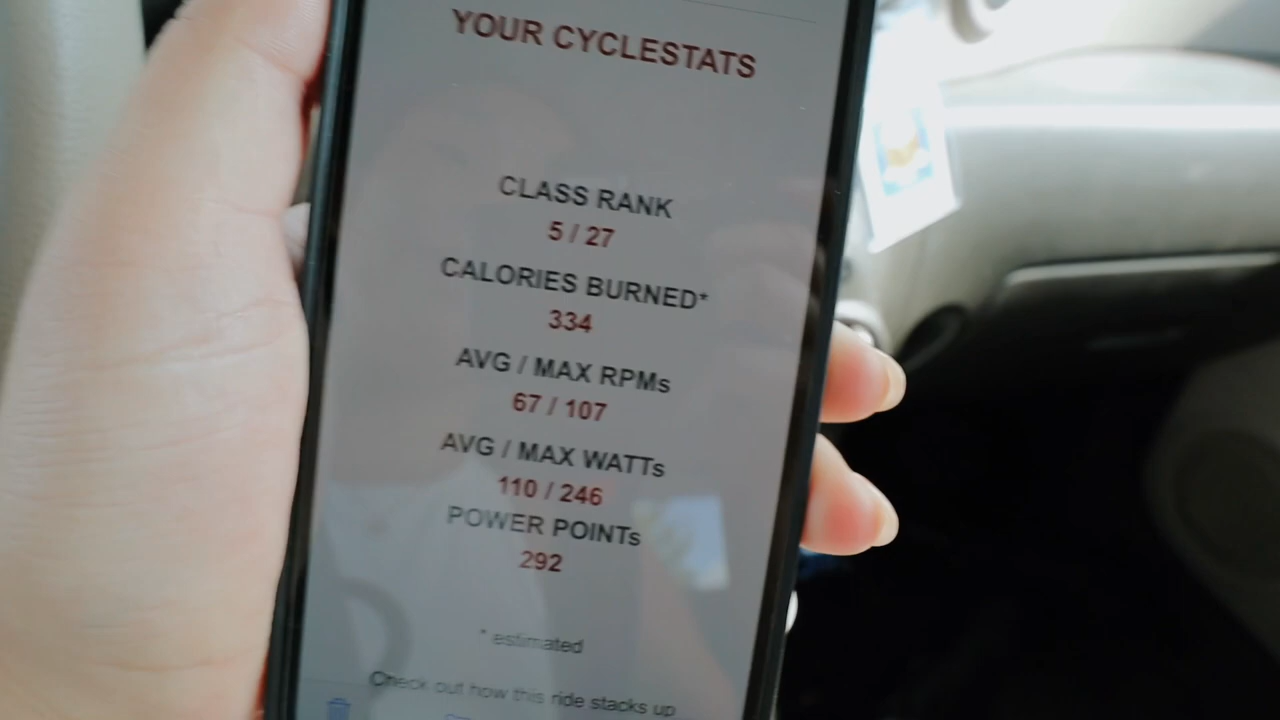 YOUR CYCLESTATS
CLASS RANK
5 / 27
CALORIES BURNED*
334
AVG / MAX RPMs
67 / 107
AVG / MAX WATTs
110 / 246
POWER POINTs
292
* estimated
Check out how this ride stacks up